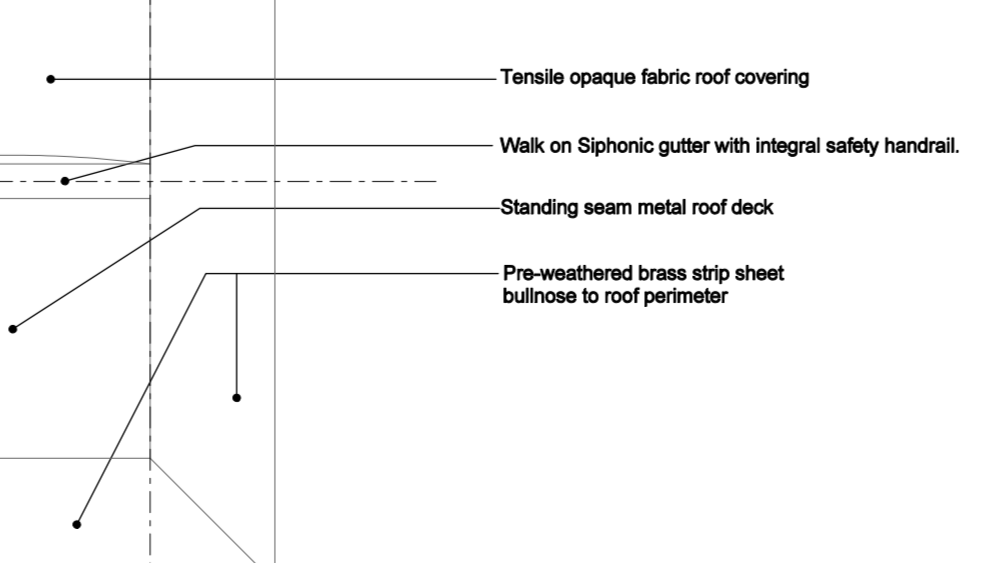 Tensile opaque fabric roof covering
Walk on Siphonic gutter with integral safety handrail.
Standing seam metal roof deck
Pre-weathered brass strip sheet
bullnose to roof perimeter